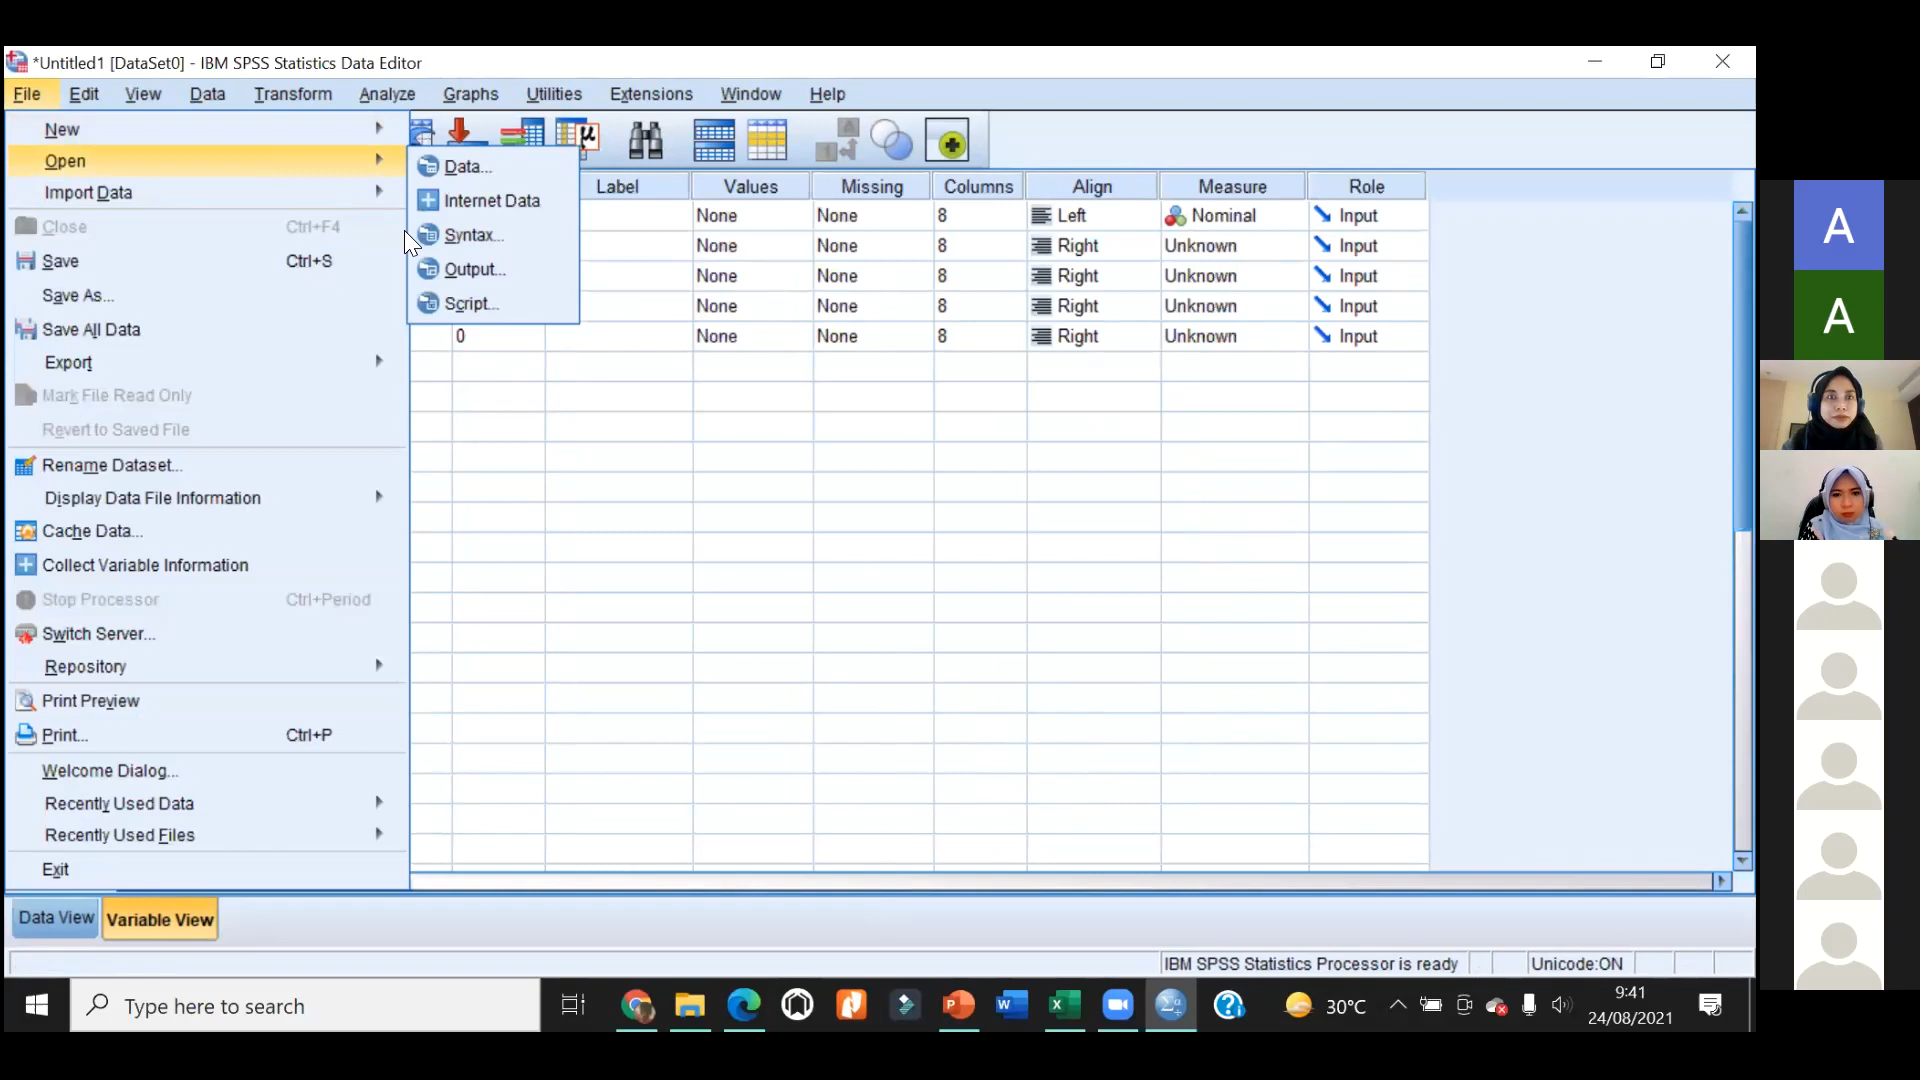 *Untitled1 [DataSet0] - IBM SPSS Statistics Data Editor
File Edit View Data Transform Analyze Graphs Utilities Extensions Window Help
New
Open
Import Data
Close Ctrl+F4
Save Ctrl+S
Save As...
Save All Data
Export
Mark File Read Only
Revert to Saved File
Rename Dataset...
Display Data File Information
Cache Data...
Collect Variable Information
Stop Processor Ctrl+Period
Switch Server...
Repository
Print Preview
Print... Ctrl+P
Welcome Dialog...
Recently Used Data
Recently Used Files
Exit
Data...
Internet Data
Syntax...
Output...
Script...
Label Values Missing Columns Align Measure Role
None None 8 Left Nominal Input
None None 8 Right Unknown Input
None None 8 Right Unknown Input
None None 8 Right Unknown Input
0 None None 8 Right Unknown Input
Data View Variable View
IBM SPSS Statistics Processor is ready Unicode:ON
Type here to search
30°C
9:41
24/08/2021
A
A